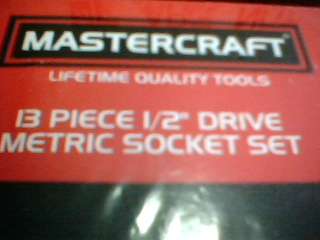 MASTERCRAFT®
LIFETIME QUALITY TOOLS
13 PIECE 1/2" DRIVE
METRIC SOCKET SET